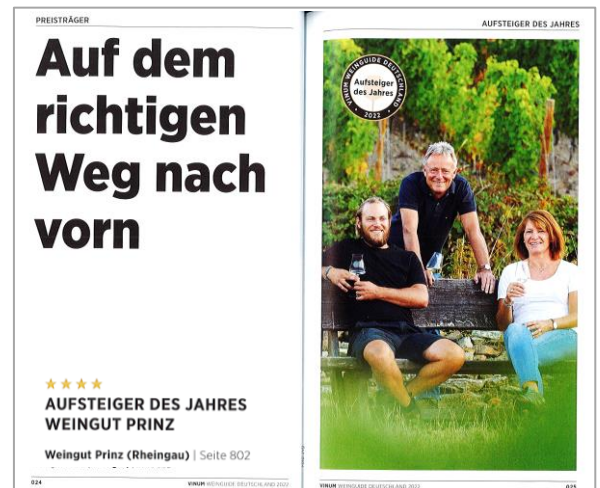 PREISTRÄGER
Auf dem
richtigen
Weg nach
vorn
★★★★
AUFSTEIGER DES JAHRES
WEINGUT PRINZ
Weingut Prinz (Rheingau) | Seite 802
024
VINUM WEINGUIDE DEUTSCHLAND 2022
AUFSTEIGER DES JAHRES
VINUM WEINGUIDE DEUTSCHLAND
Aufsteiger
des Jahres
• 2022 •
VINUM WEINGUIDE DEUTSCHLAND 2022
025